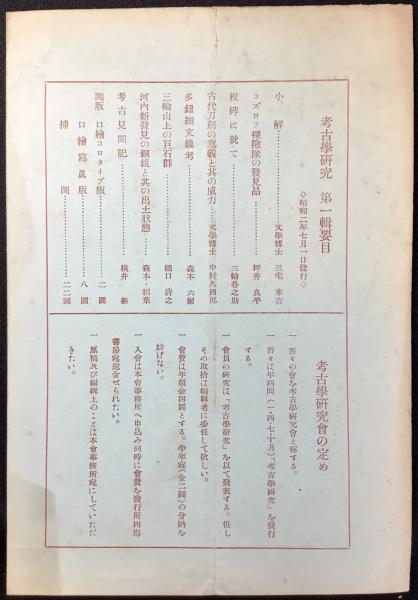 考古學研究 第一輯要目
◇昭和二年七月一日發行◇
小解…………文學博士 三宅 米吉
コズロフ探險隊の發見品…………坪井 良平
板碑に就て…………三輪善之助
古代刀劍の意義と其の威力……文學博士 中村久四郎
多鈕細文鏡考…………森本 六爾
三輪山上の巨石群…………樋口 清之
河內新發見の銅鏃と其の出土狀態………森本・稻葉
考古見聞記…………橫井
圖版 口繪コロタイプ版…………二圖
口繪寫眞版…………八圖
挿圖…………二二圖
考古學研究會の定め
一 吾々の會を考古學研究會と稱する。
一 吾々は年四囘(一・四・七・十月)「考古學研究」を發行
する。
一 會員の研究は「考古學研究」を以て發表する。但し
その取捨は編輯者に委任して欲しい。
一 會費は年額金四圓とする。半年宛(金二圓)の分納を
妨げない。
一 入會は本會事務所へ申込み同時に會費を發行所四海
書房宛送金せられたい。
一 原稿及び編輯上のことは本會事務所宛にしていただ
きたい。